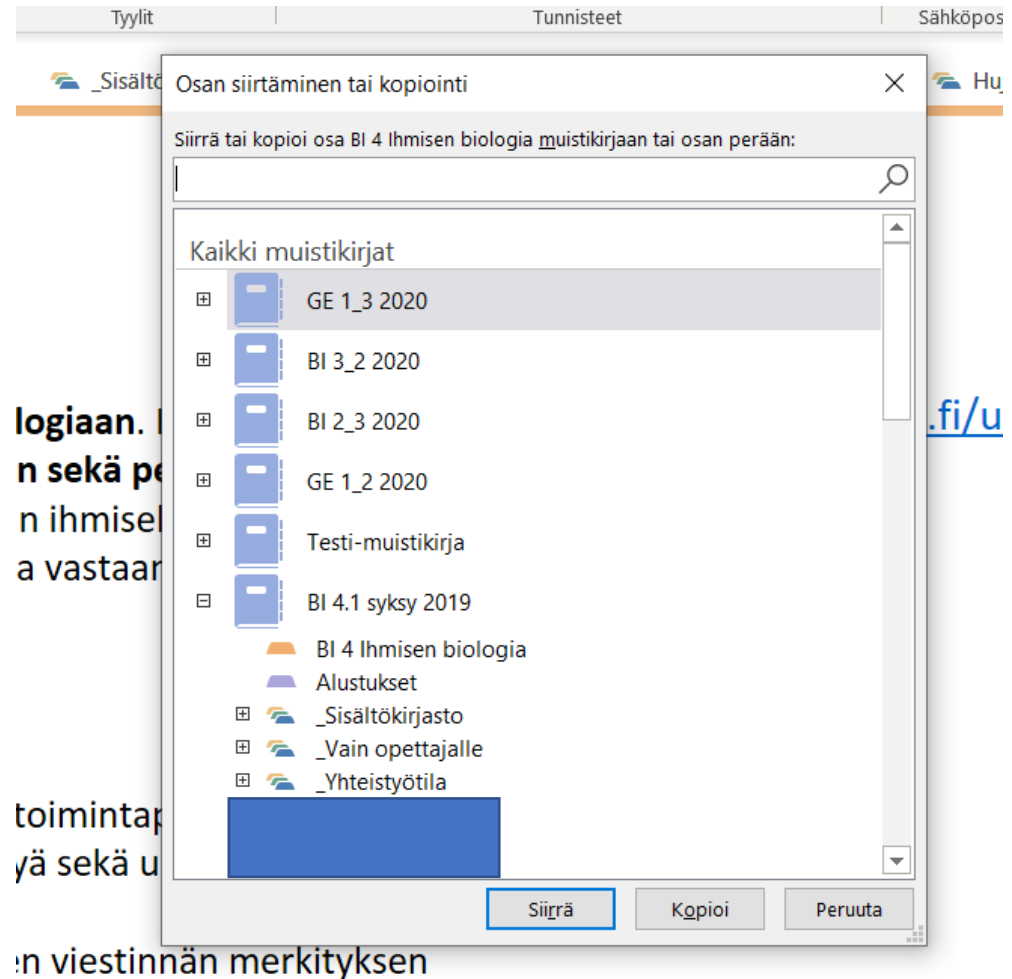 Tyylit
Tunnisteet
Sähköpos
_Sisältö
Osan siirtäminen tai kopiointi
Huj
Siirrä tai kopioi osa BI 4 Ihmisen biologia muistikirjaan tai osan perään:
Kaikki muistikirjat
GE 1_3 2020
BI 3_2 2020
BI 2_3 2020
GE 1_2 2020
Testi-muistikirja
BI 4.1 syksy 2019
BI 4 Ihmisen biologia
Alustukset
_Sisältökirjasto
_Vain opettajalle
_Yhteistyötila
Siirrä
Kopioi
Peruuta
logiaan.
.fi/u
n sekä pe
n ihmisel
a vastaan
toimintap
yä sekä u
en viestinnän merkityksen